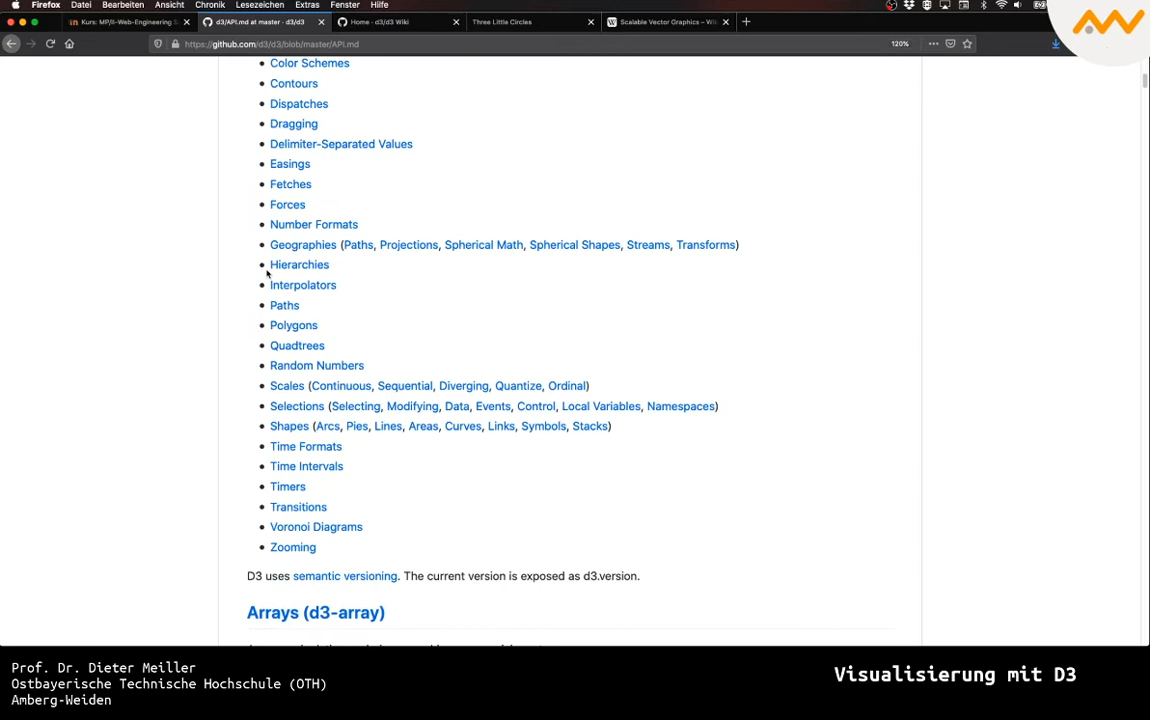 Firefox Datei Bearbeiten Ansicht Chronik Lesezeichen Extras Fenster Hilfe
Kurs: MP/II-Web-Engineering S d3/API.md at master · d3/d3 Home · d3/d3 Wiki Three Little Circles Scalable Vector Graphics – Wi
https://github.com/d3/d3/blob/master/API.md 120%
Color Schemes
Contours
Dispatches
Dragging
Delimiter-Separated Values
Easings
Fetches
Forces
Number Formats
Geographies (Paths, Projections, Spherical Math, Spherical Shapes, Streams, Transforms)
Hierarchies
Interpolators
Paths
Polygons
Quadtrees
Random Numbers
Scales (Continuous, Sequential, Diverging, Quantize, Ordinal)
Selections (Selecting, Modifying, Data, Events, Control, Local Variables, Namespaces)
Shapes (Arcs, Pies, Lines, Areas, Curves, Links, Symbols, Stacks)
Time Formats
Time Intervals
Timers
Transitions
Voronoi Diagrams
Zooming
D3 uses semantic versioning. The current version is exposed as d3.version.
Arrays (d3-array)
Prof. Dr. Dieter Meiller
Ostbayerische Technische Hochschule (OTH)
Amberg-Weiden
Visualisierung mit D3